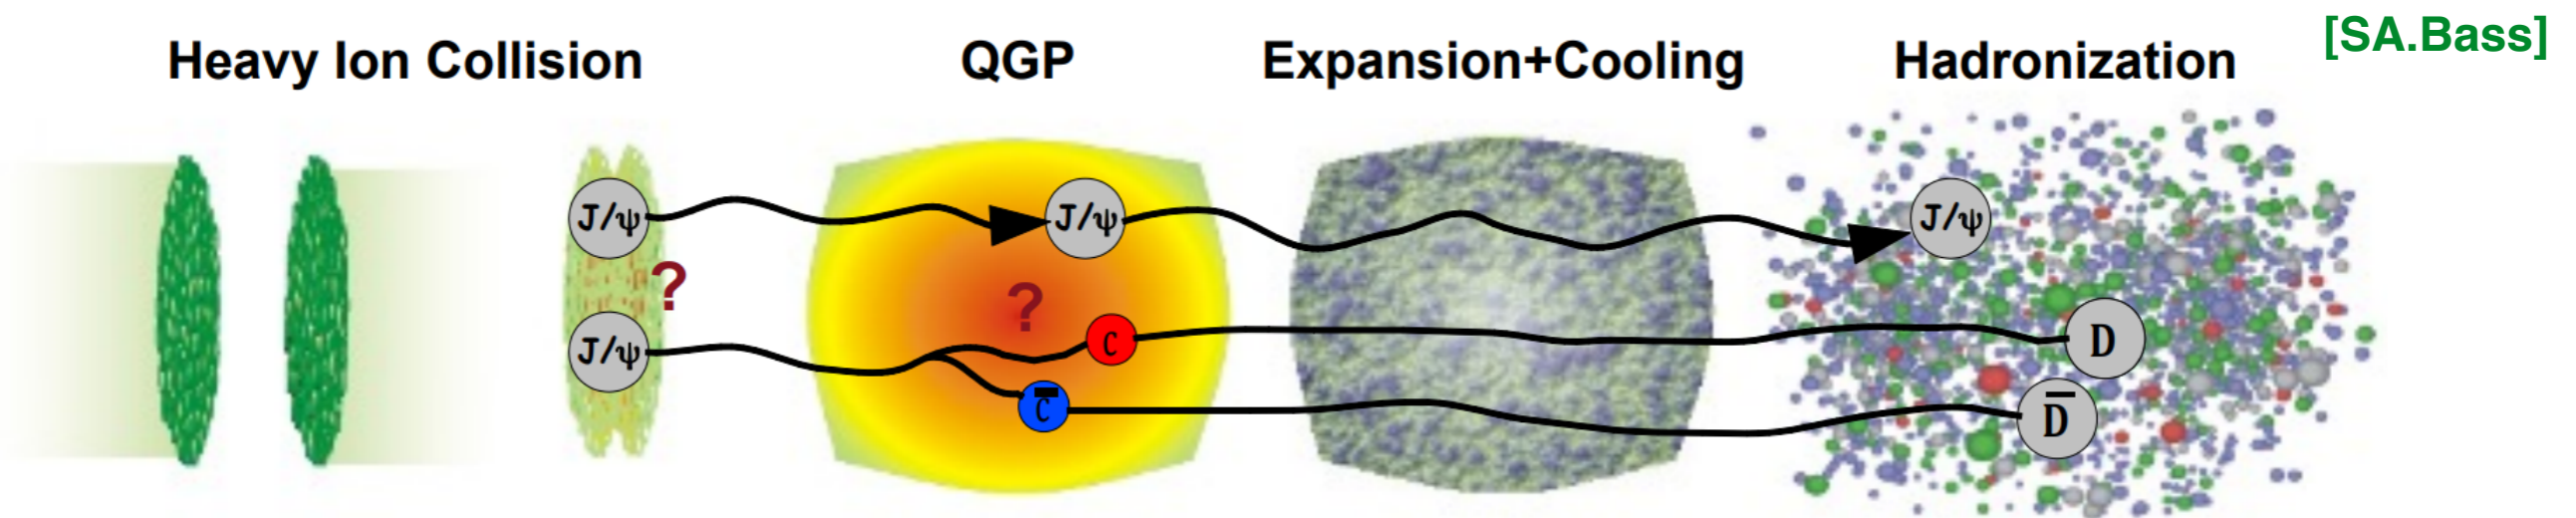 [SA.Bass]
Heavy Ion Collision QGP Expansion+Cooling Hadronization
J/ψ J/ψ J/ψ
? ?
J/ψ c D
c̅ D̅